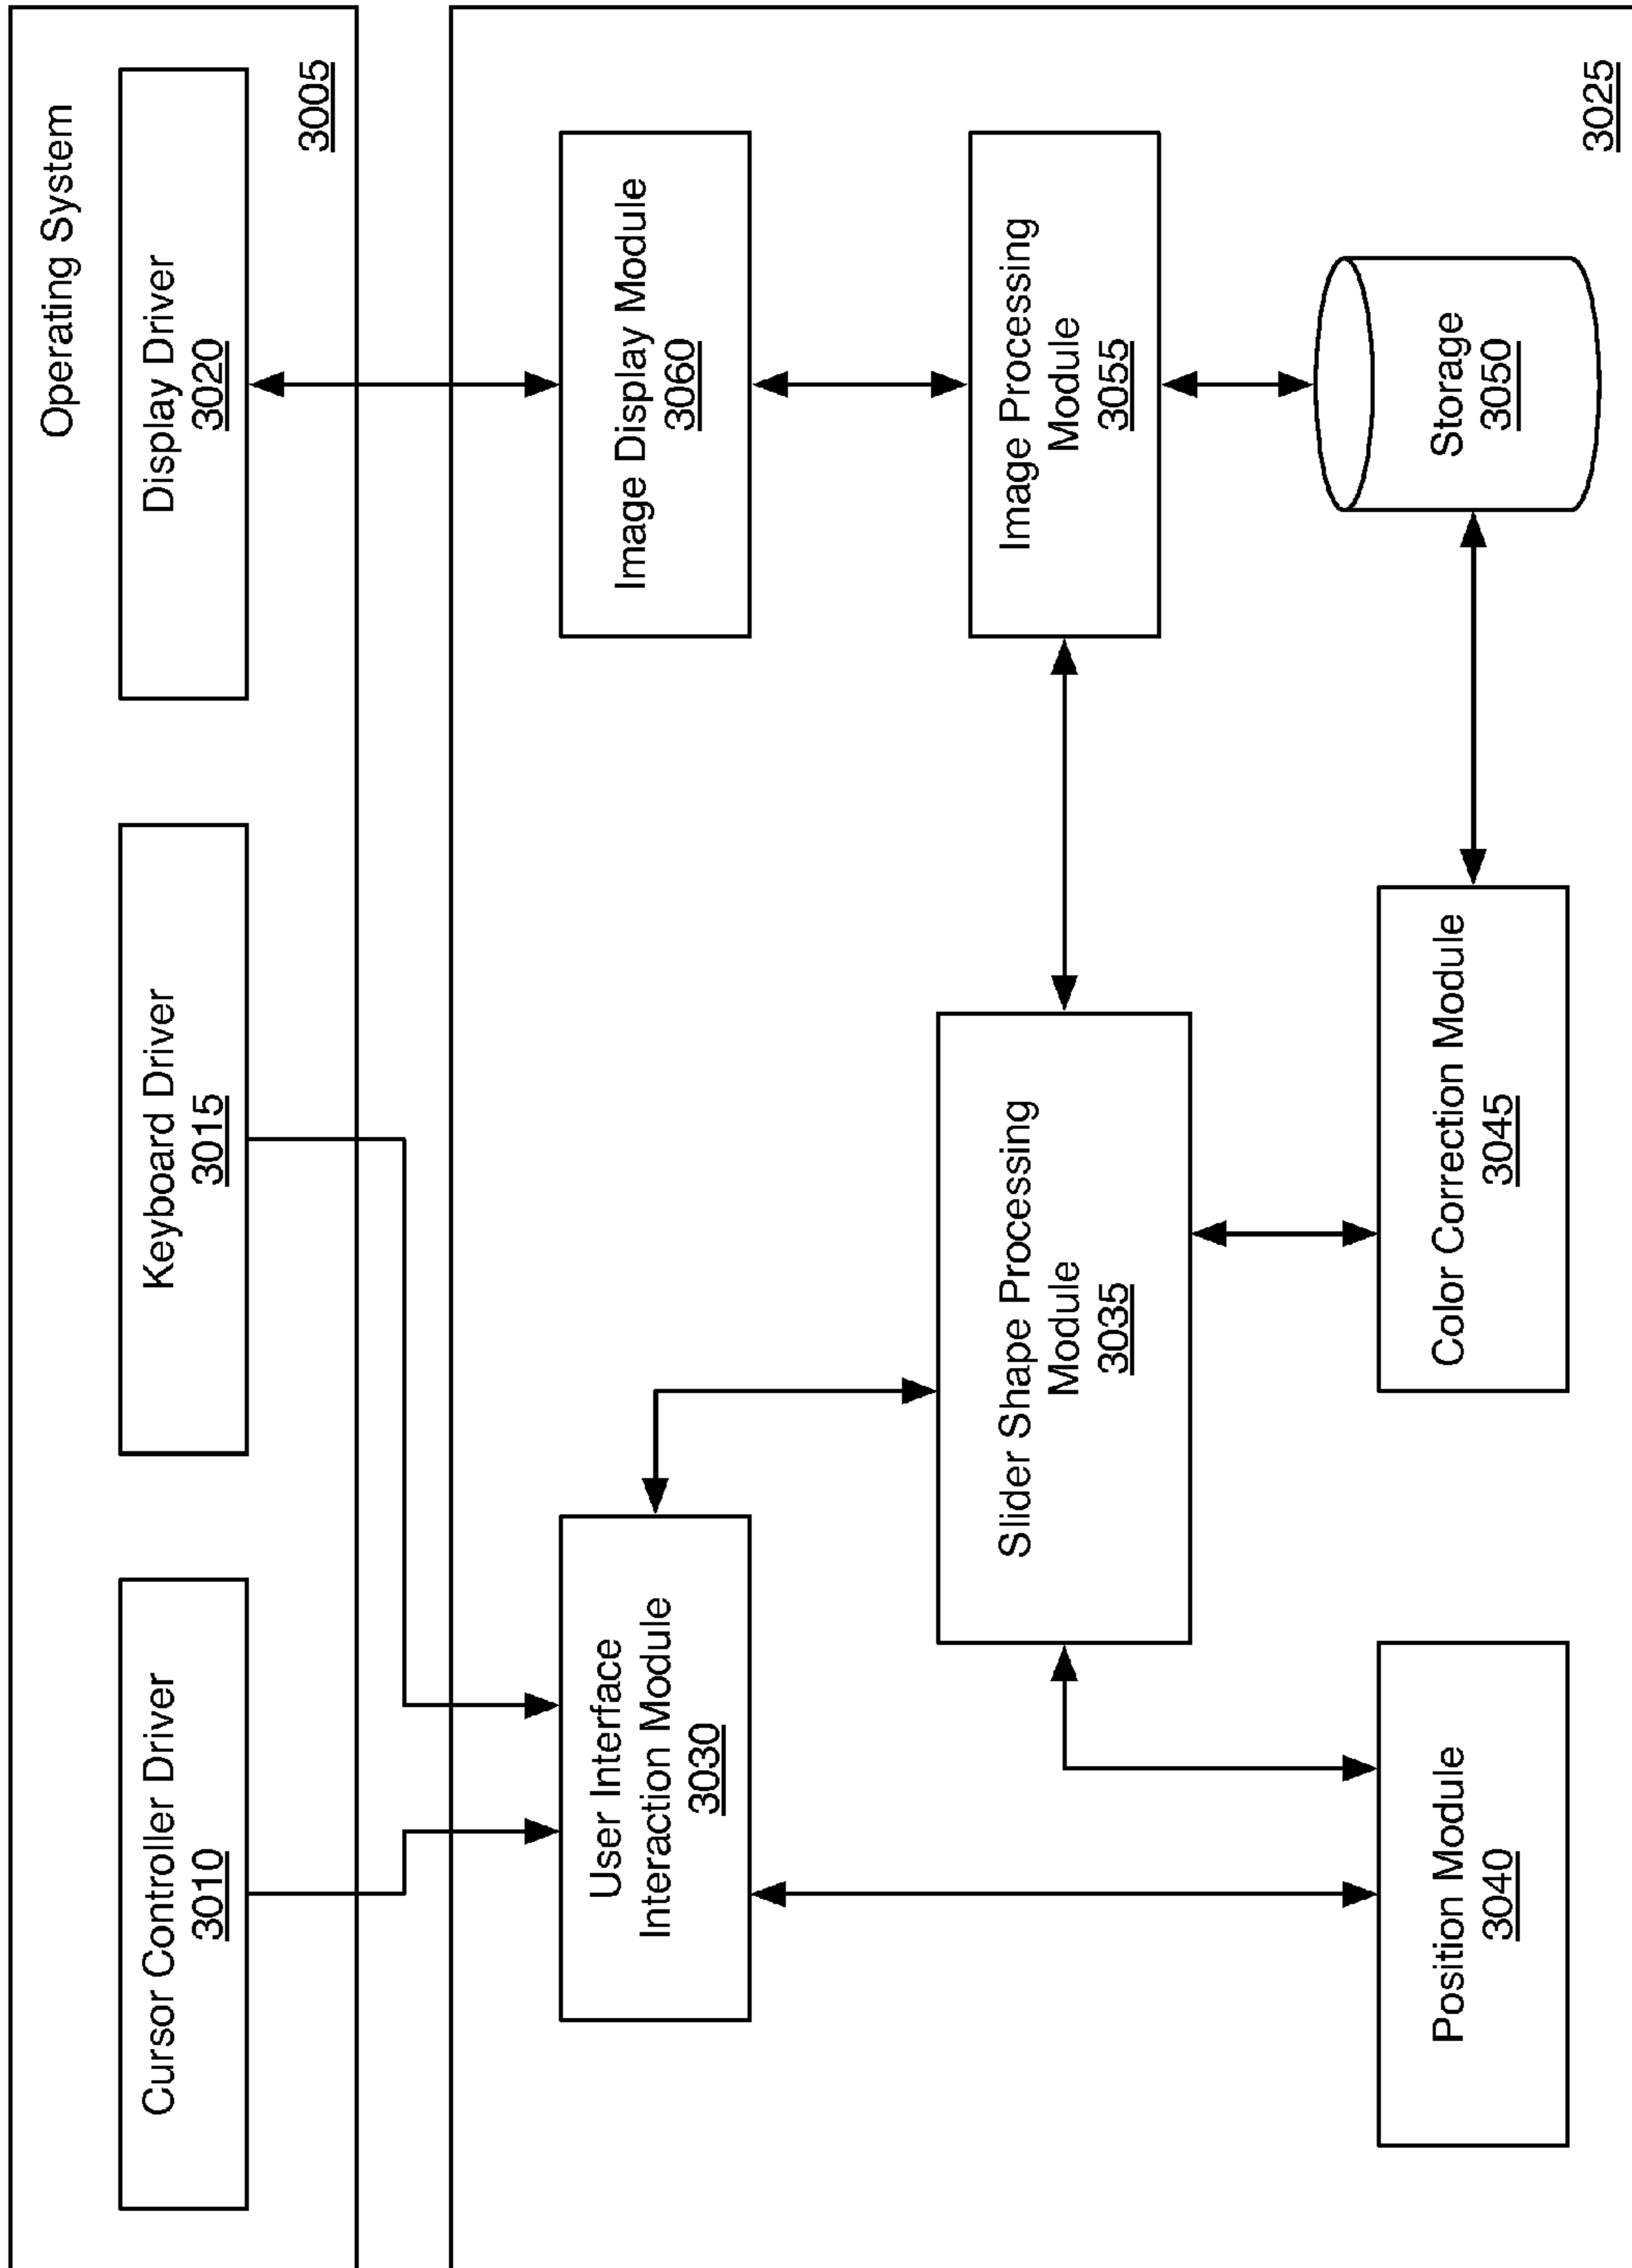 Operating System
Cursor Controller Driver
3010
Keyboard Driver
3015
Display Driver
3020
3005
User Interface
Interaction Module
3030
Image Display Module
3060
Slider Shape Processing
Module
3035
Image Processing
Module
3055
Position Module
3040
Color Correction Module
3045
Storage
3050
3025